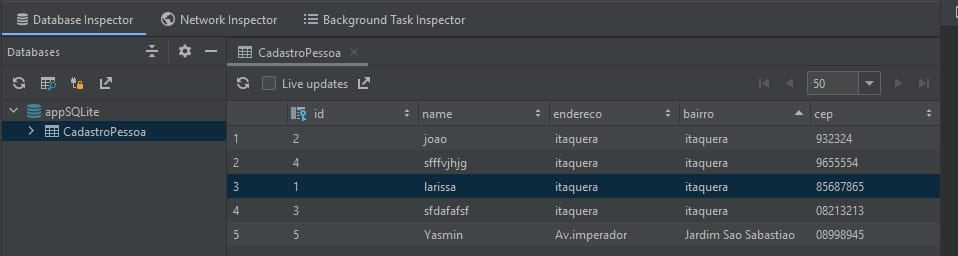 Database Inspector Network Inspector Background Task Inspector
Databases CadastroPessoa
Live updates 50
appSQLite
CadastroPessoa
id name endereco bairro cep
1 2 joao itaquera itaquera 932324
2 4 sfffvjhjg itaquera itaquera 9655554
3 1 larissa itaquera itaquera 85687865
4 3 sfdafafsf itaquera itaquera 08213213
5 5 Yasmin Av.imperador Jardim Sao Sabastiao 08998945